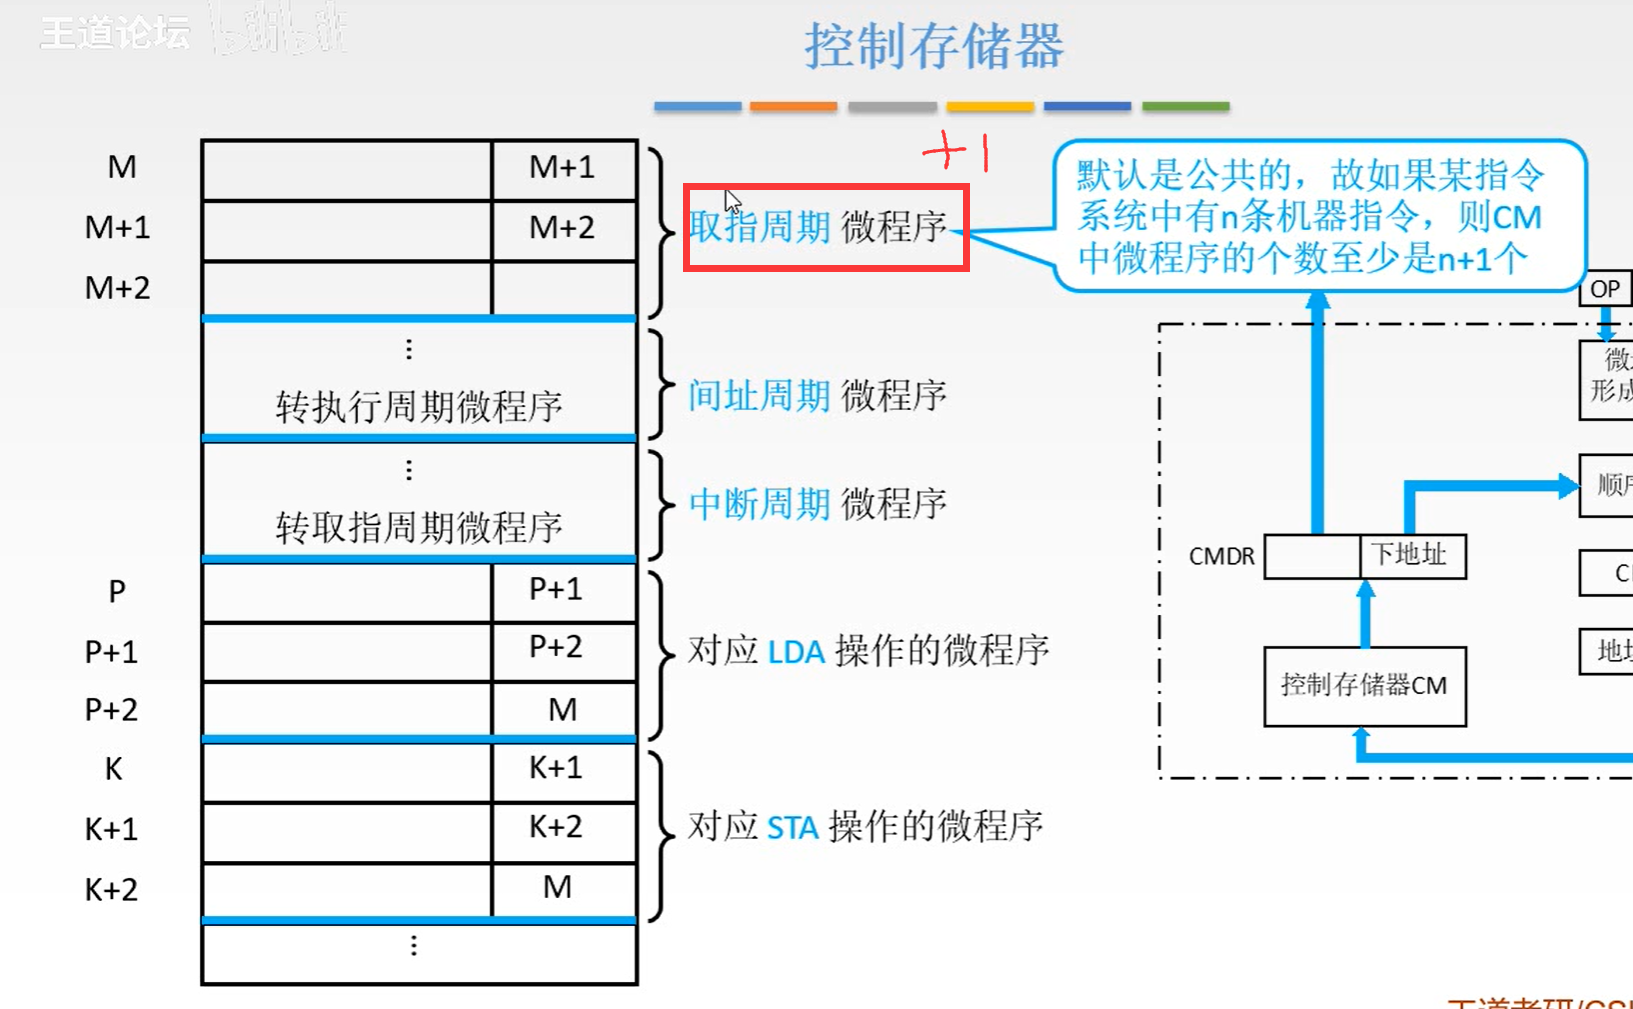 王道论坛 bilibili
控制存储器
+1
M
M+1
M+1
M+2
M+2
取指周期 微程序
默认是公共的，故如果某指令
系统中有n条机器指令，则CM
中微程序的个数至少是n+1个
OP
⋮
转执行周期微程序
间址周期 微程序
⋮
转取指周期微程序
中断周期 微程序
P
P+1
P+1
P+2
P+2
M
对应 LDA 操作的微程序
K
K+1
K+1
K+2
K+2
M
对应 STA 操作的微程序
⋮
CMDR
下地址
控制存储器CM
微
形成
顺
C
地